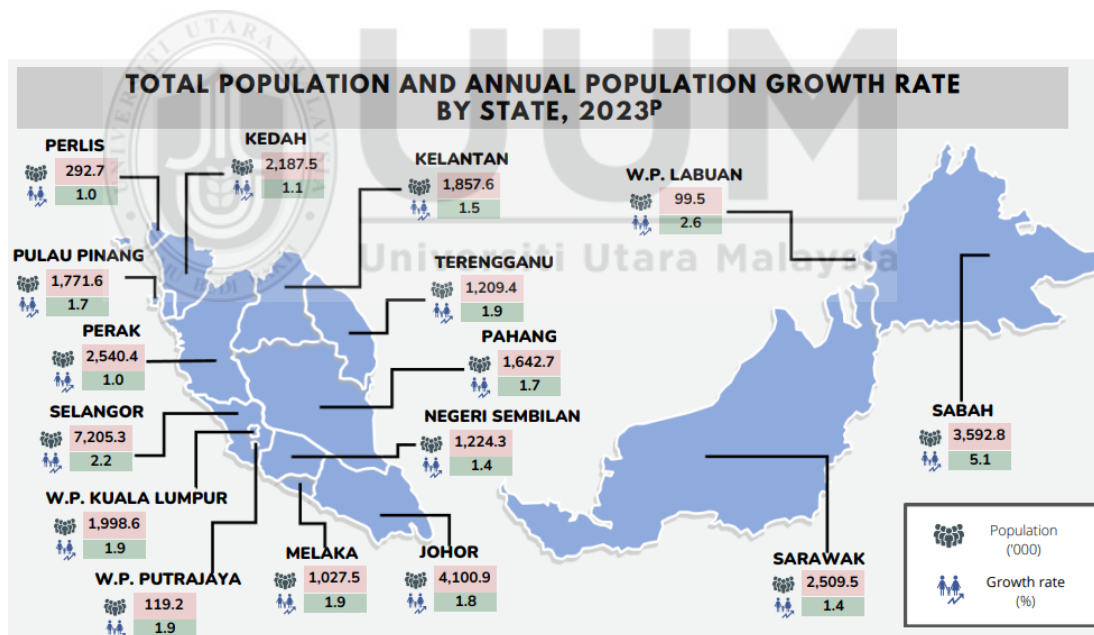 UUM
Universiti Utara Malaysia
UNIVERSITI UTARA MALAYSIA
TOTAL POPULATION AND ANNUAL POPULATION GROWTH RATE
BY STATE, 2023ᴾ
PERLIS
292.7
1.0
KEDAH
2,187.5
1.1
KELANTAN
1,857.6
1.5
W.P. LABUAN
99.5
2.6
PULAU PINANG
1,771.6
1.7
TERENGGANU
1,209.4
1.9
PERAK
2,540.4
1.0
PAHANG
1,642.7
1.7
SELANGOR
7,205.3
2.2
NEGERI SEMBILAN
1,224.3
1.4
SABAH
3,592.8
5.1
W.P. KUALA LUMPUR
1,998.6
1.9
W.P. PUTRAJAYA
119.2
1.9
MELAKA
1,027.5
1.9
JOHOR
4,100.9
1.8
SARAWAK
2,509.5
1.4
Population
('000)
Growth rate
(%)